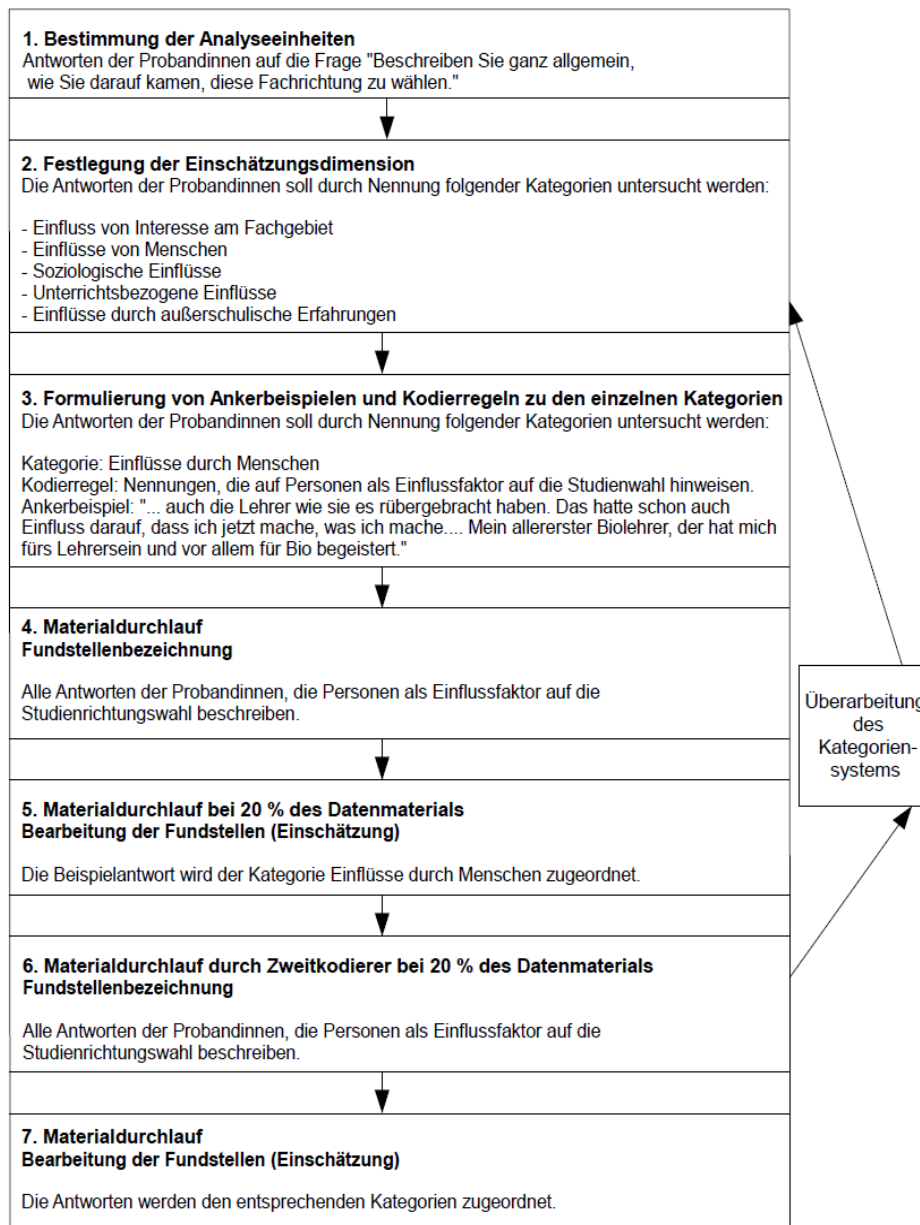 1. Bestimmung der Analyseeinheiten
Antworten der Probandinnen auf die Frage "Beschreiben Sie ganz allgemein,
wie Sie darauf kamen, diese Fachrichtung zu wählen."
2. Festlegung der Einschätzungsdimension
Die Antworten der Probandinnen soll durch Nennung folgender Kategorien untersucht werden:
- Einfluss von Interesse am Fachgebiet
- Einflüsse von Menschen
- Soziologische Einflüsse
- Unterrichtsbezogene Einflüsse
- Einflüsse durch außerschulische Erfahrungen
3. Formulierung von Ankerbeispielen und Kodierregeln zu den einzelnen Kategorien
Die Antworten der Probandinnen soll durch Nennung folgender Kategorien untersucht werden:
Kategorie: Einflüsse durch Menschen
Kodierregel: Nennungen, die auf Personen als Einflussfaktor auf die Studienwahl hinweisen.
Ankerbeispiel: "... auch die Lehrer wie sie es rübergebracht haben. Das hatte schon auch
Einfluss darauf, dass ich jetzt mache, was ich mache.... Mein allererster Biolehrer, der hat mich
fürs Lehrersein und vor allem für Bio begeistert."
4. Materialdurchlauf
Fundstellenbezeichnung
Alle Antworten der Probandinnen, die Personen als Einflussfaktor auf die
Studienrichtungswahl beschreiben.
5. Materialdurchlauf bei 20 % des Datenmaterials
Bearbeitung der Fundstellen (Einschätzung)
Die Beispielantwort wird der Kategorie Einflüsse durch Menschen zugeordnet.
6. Materialdurchlauf durch Zweitkodierer bei 20 % des Datenmaterials
Fundstellenbezeichnung
Alle Antworten der Probandinnen, die Personen als Einflussfaktor auf die
Studienrichtungswahl beschreiben.
7. Materialdurchlauf
Bearbeitung der Fundstellen (Einschätzung)
Die Antworten werden den entsprechenden Kategorien zugeordnet.
Überarbeitung
des
Kategorien-
systems